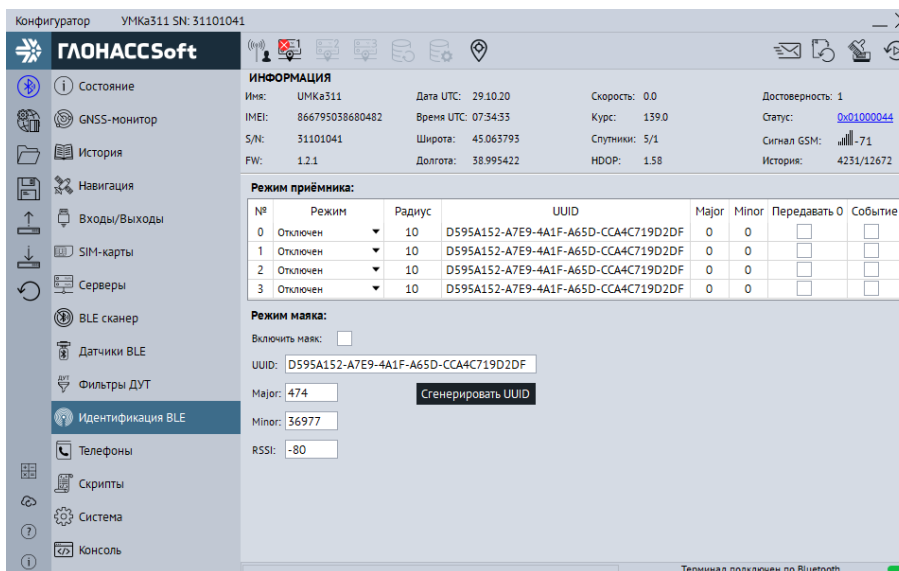 Конфигуратор УМКа311 SN: 31101041
ГЛОНАССSoft
Состояние
GNSS-монитор
История
Навигация
Входы/Выходы
SIM-карты
Серверы
BLE сканер
Датчики BLE
Фильтры ДУТ
Идентификация BLE
Телефоны
Скрипты
Система
Консоль
ИНФОРМАЦИЯ
Имя: UMKa311 Дата UTC: 29.10.20 Скорость: 0.0 Достоверность: 1
IMEI: 866795038680482 Время UTC: 07:34:33 Курс: 139.0 Статус: 0x01000044
S/N: 31101041 Широта: 45.063793 Спутники: 5/1 Сигнал GSM: -71
FW: 1.2.1 Долгота: 38.995422 HDOP: 1.58 История: 4231/12672
Режим приёмника:
№ Режим Радиус UUID Major Minor Передавать 0 Событие
0 Отключен 10 D595A152-A7E9-4A1F-A65D-CCA4C719D2DF 0 0
1 Отключен 10 D595A152-A7E9-4A1F-A65D-CCA4C719D2DF 0 0
2 Отключен 10 D595A152-A7E9-4A1F-A65D-CCA4C719D2DF 0 0
3 Отключен 10 D595A152-A7E9-4A1F-A65D-CCA4C719D2DF 0 0
Режим маяка:
Включить маяк:
UUID: D595A152-A7E9-4A1F-A65D-CCA4C719D2DF
Major: 474 Сгенерировать UUID
Minor: 36977
RSSI: -80
Терминал подключен по Bluetooth